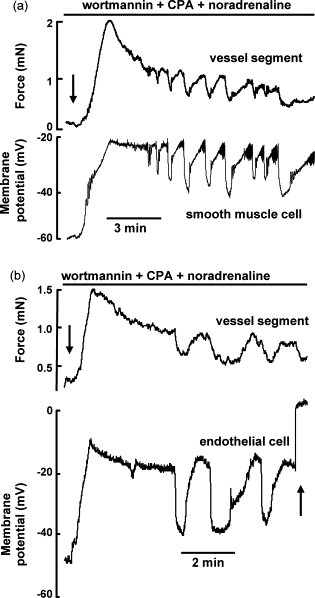 (a)
wortmannin + CPA + noradrenaline
2
vessel segment
1
Force (mN)
0
-20
-40
Membrane
potential (mV)
smooth muscle cell
-60
3 min
(b)
wortmannin + CPA + noradrenaline
1.5
vessel segment
1.0
Force (mN)
0.5
0
endothelial cell
-20
-40
Membrane
potential (mV)
2 min
-60